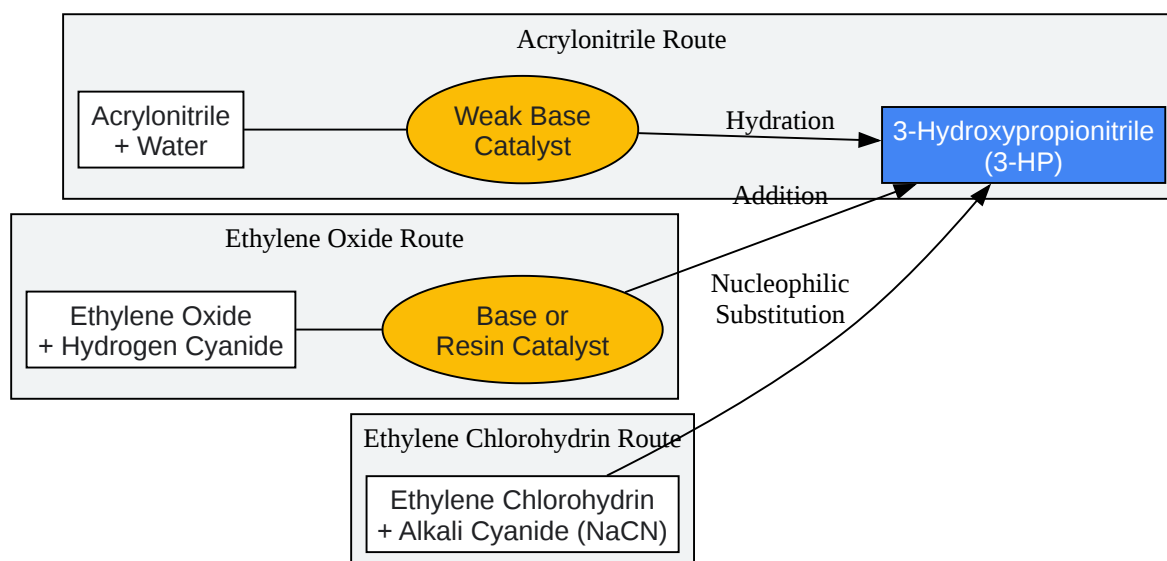 Acrylonitrile Route
Acrylonitrile
+ Water
Weak Base
Catalyst
Hydration
3-Hydroxypropionitrile
(3-HP)
Addition
Ethylene Oxide Route
Ethylene Oxide
+ Hydrogen Cyanide
Base or
Resin Catalyst
Nucleophilic
Substitution
Ethylene Chlorohydrin Route
Ethylene Chlorohydrin
+ Alkali Cyanide (NaCN)